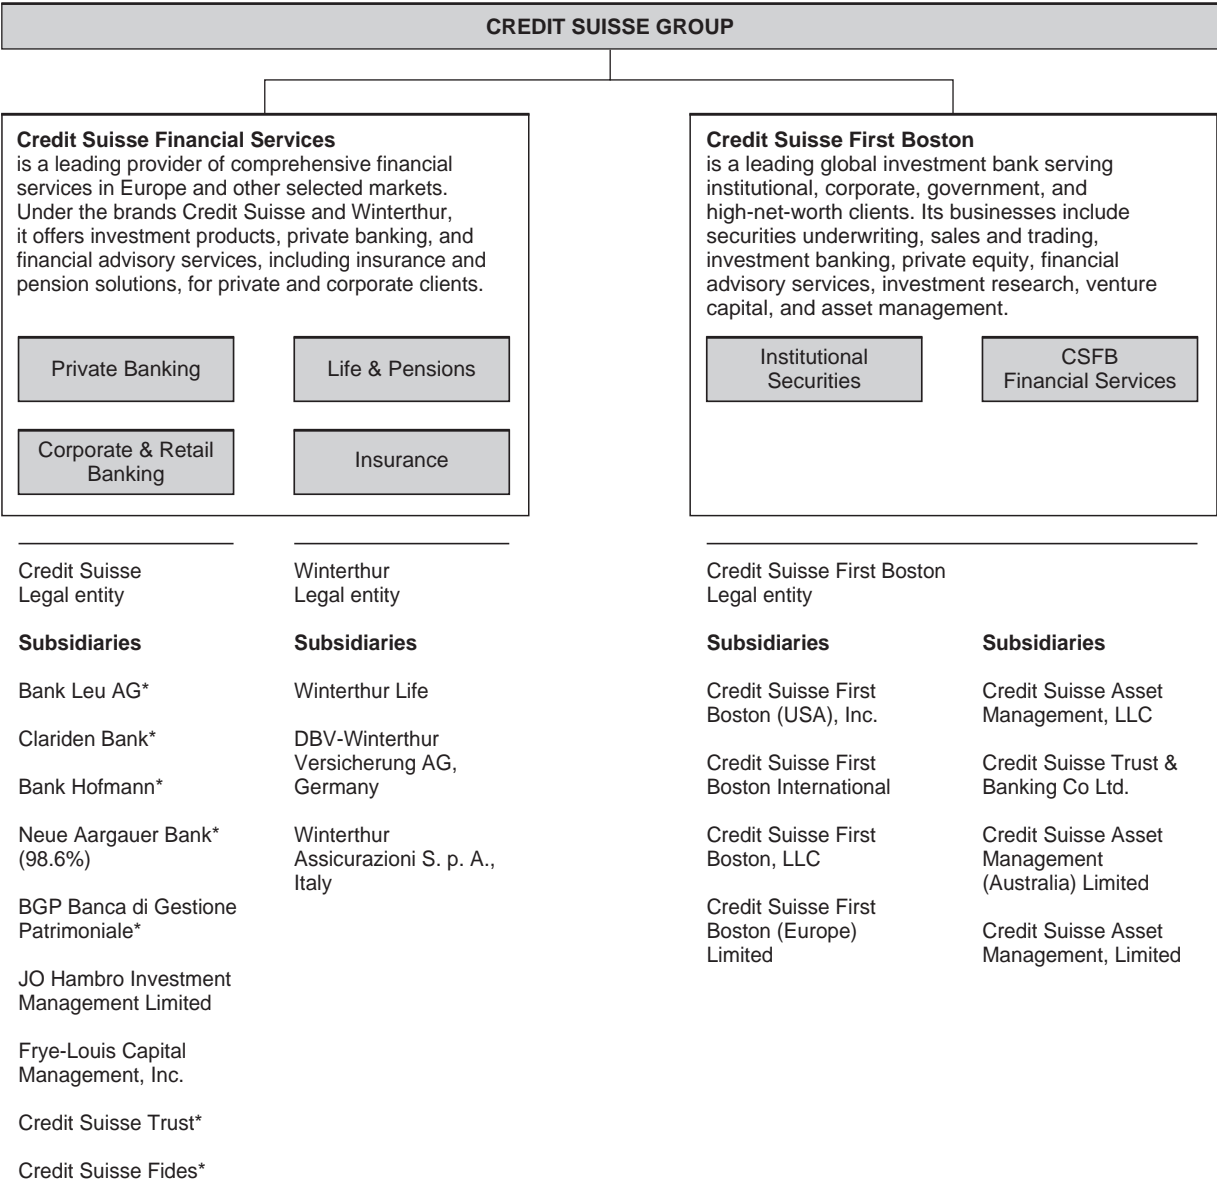 CREDIT SUISSE GROUP
Credit Suisse Financial Services
is a leading provider of comprehensive financial
services in Europe and other selected markets.
Under the brands Credit Suisse and Winterthur,
it offers investment products, private banking, and
financial advisory services, including insurance and
pension solutions, for private and corporate clients.
Private Banking
Life & Pensions
Corporate & Retail
Banking
Insurance
Credit Suisse First Boston
is a leading global investment bank serving
institutional, corporate, government, and
high-net-worth clients. Its businesses include
securities underwriting, sales and trading,
investment banking, private equity, financial
advisory services, investment research, venture
capital, and asset management.
Institutional
Securities
CSFB
Financial Services
Credit Suisse
Legal entity
Subsidiaries
Bank Leu AG*
Clariden Bank*
Bank Hofmann*
Neue Aargauer Bank*
(98.6%)
BGP Banca di Gestione
Patrimoniale*
JO Hambro Investment
Management Limited
Frye-Louis Capital
Management, Inc.
Credit Suisse Trust*
Credit Suisse Fides*
Winterthur
Legal entity
Subsidiaries
Winterthur Life
DBV-Winterthur
Versicherung AG,
Germany
Winterthur
Assicurazioni S. p. A.,
Italy
Credit Suisse First Boston
Legal entity
Subsidiaries
Credit Suisse First
Boston (USA), Inc.
Credit Suisse First
Boston International
Credit Suisse First
Boston, LLC
Credit Suisse First
Boston (Europe)
Limited
Subsidiaries
Credit Suisse Asset
Management, LLC
Credit Suisse Trust &
Banking Co Ltd.
Credit Suisse Asset
Management
(Australia) Limited
Credit Suisse Asset
Management, Limited